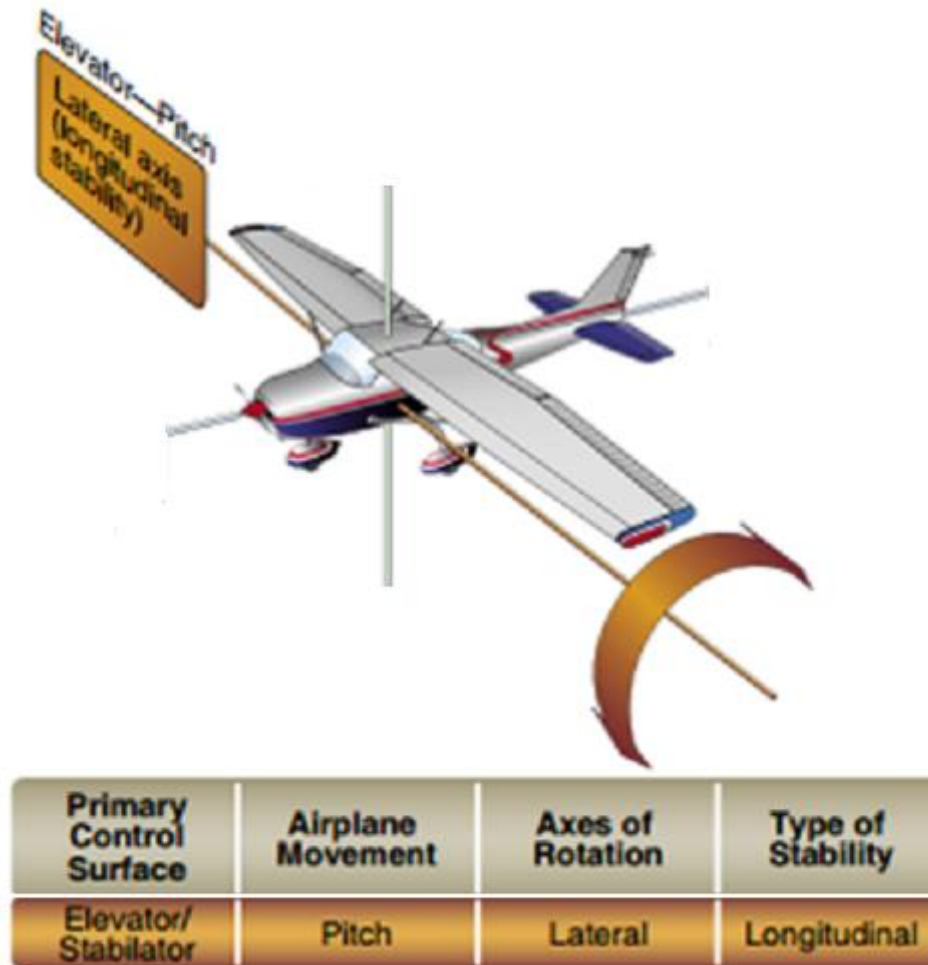 Elevator—Pitch
Lateral axis
(longitudinal
stability)
Primary
Control
Surface
Airplane
Movement
Axes of
Rotation
Type of
Stability
Elevator/
Stabilator
Pitch
Lateral
Longitudinal